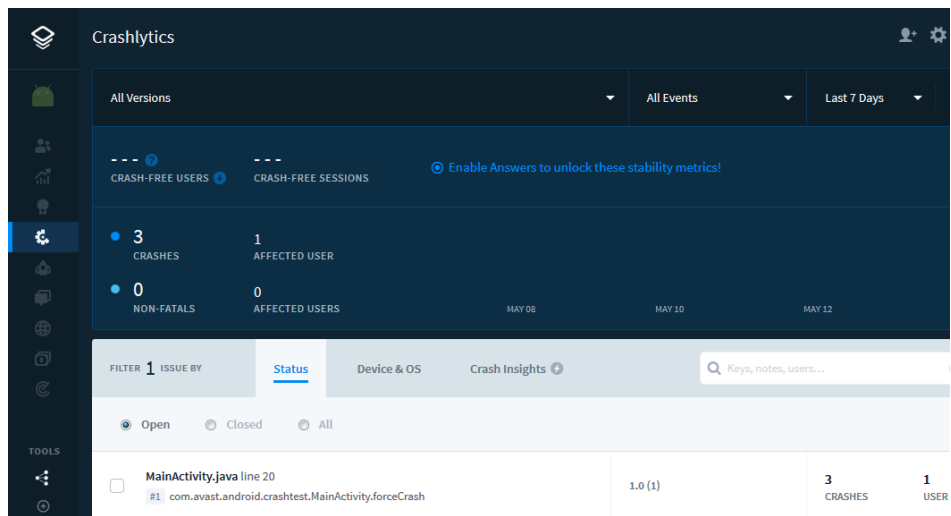 Crashlytics
All Versions
All Events
Last 7 Days
- - -
CRASH-FREE USERS
- - -
CRASH-FREE SESSIONS
Enable Answers to unlock these stability metrics!
3
CRASHES
1
AFFECTED USER
0
NON-FATALS
0
AFFECTED USERS
MAY 08
MAY 10
MAY 12
FILTER 1 ISSUE BY
Status
Device & OS
Crash Insights
Keys, notes, users...
Open
Closed
All
TOOLS
MainActivity.java line 20
#1 com.avast.android.crashtest.MainActivity.forceCrash
1.0 (1)
3
CRASHES
1
USER